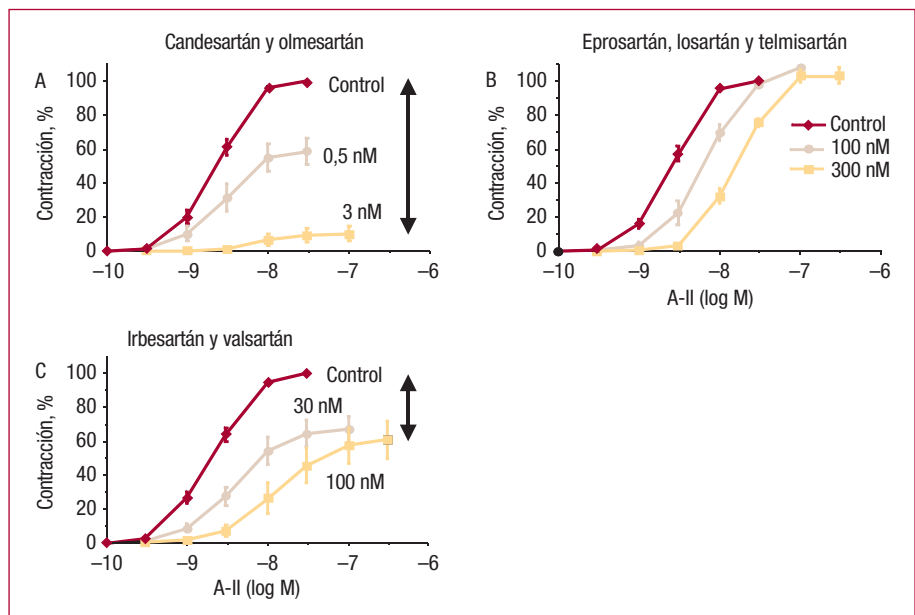 Candesartán y olmesartán
A
Contracción, %
100
80
60
40
20
0
Control
0,5 nM
3 nM
–10
–9
–8
–7
–6
A-II (log M)
Eprosartán, losartán y telmisartán
B
Contracción, %
100
80
60
40
20
0
Control
100 nM
300 nM
–10
–9
–8
–7
–6
A-II (log M)
Irbesartán y valsartán
C
Contracción, %
100
80
60
40
20
0
Control
30 nM
100 nM
–10
–9
–8
–7
–6
A-II (log M)